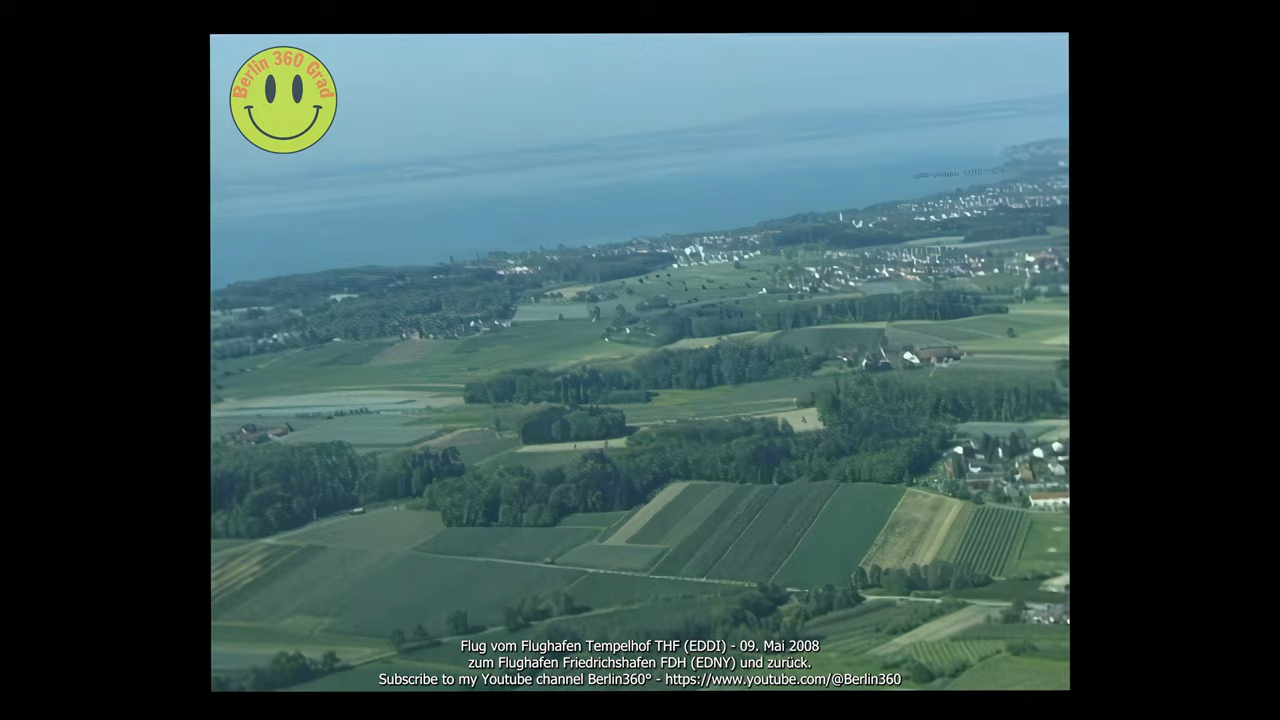 Berlin 360 Grad
Flug vom Flughafen Tempelhof THF (EDDI) - 09. Mai 2008
zum Flughafen Friedrichshafen FDH (EDNY) und zurück.
Subscribe to my Youtube channel Berlin360° - https://www.youtube.com/@Berlin360